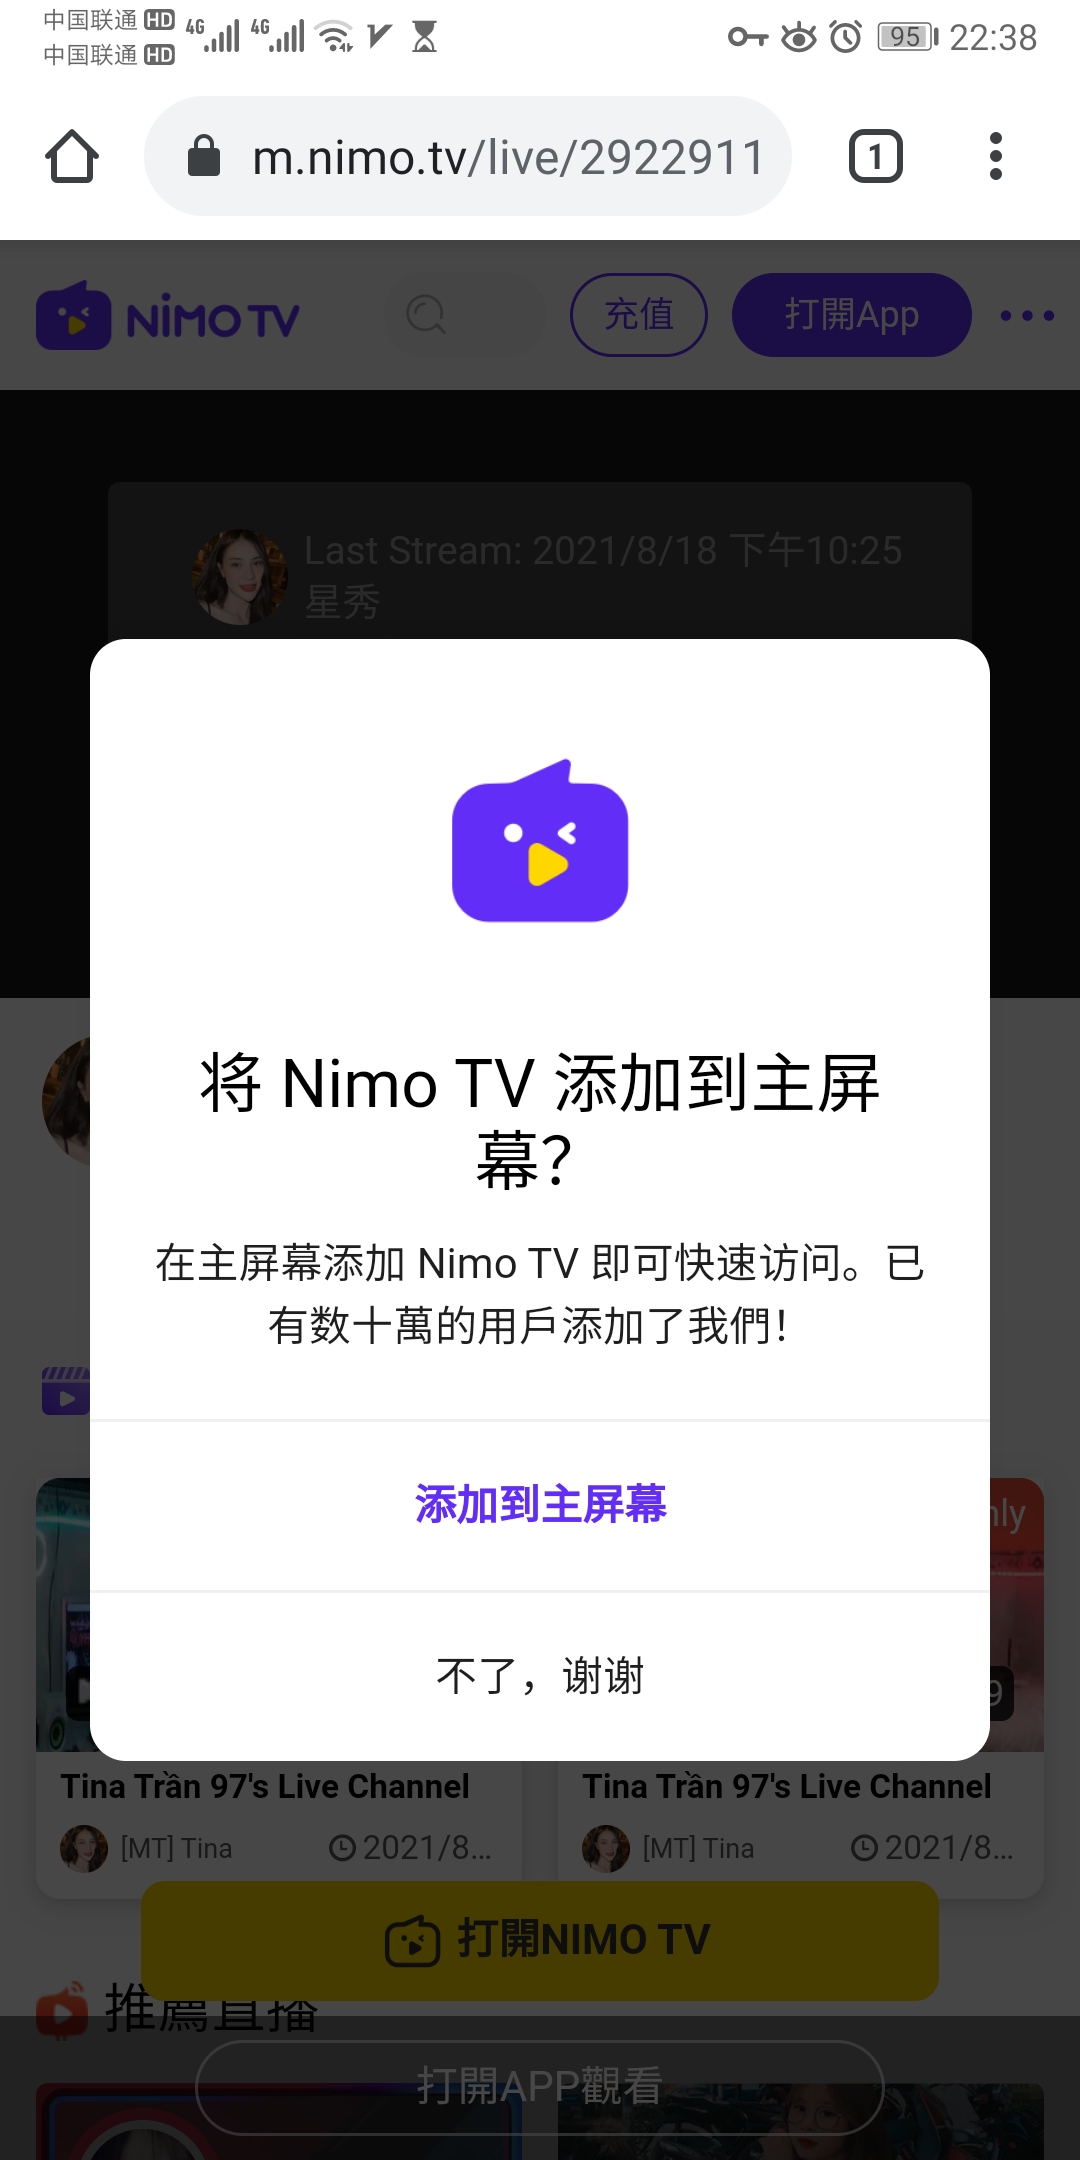 中国联通 HD 4G 4G
中国联通 HD
95 22:38
m.nimo.tv/live/2922911
1
NIMO TV
充值
打開App
Last Stream: 2021/8/18 下午10:25
星秀
将 Nimo TV 添加到主屏
幕？
在主屏幕添加 Nimo TV 即可快速访问。已
有数十萬的用戶添加了我們！
添加到主屏幕
不了，谢谢
Tina Trần 97's Live Channel
[MT] Tina
2021/8...
Tina Trần 97's Live Channel
[MT] Tina
2021/8...
打開NIMO TV
推薦直播
打開APP觀看